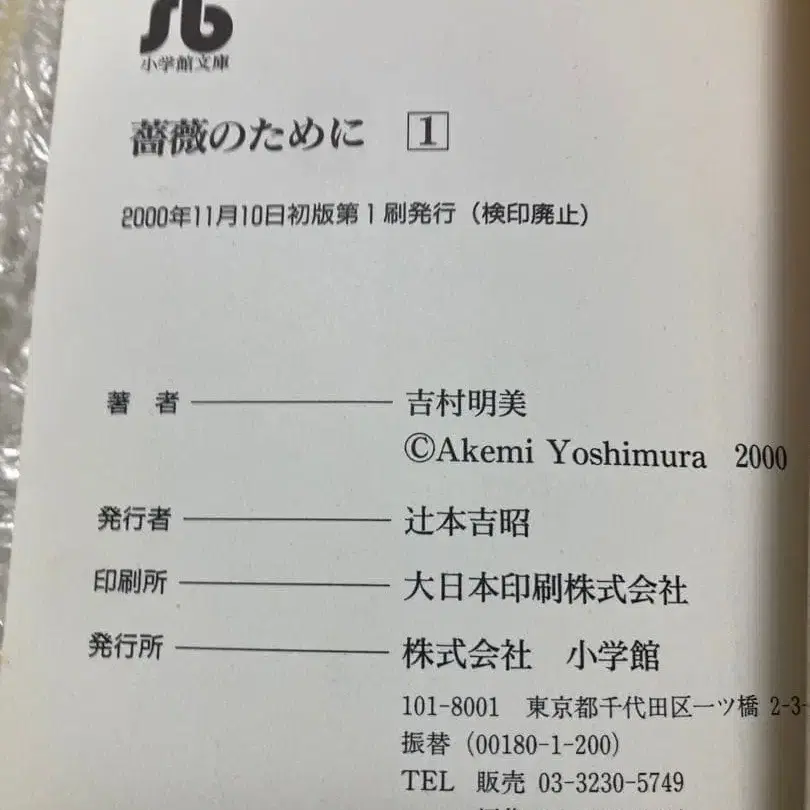 小学館文庫
薔薇のために 1
2000年11月10日初版第1刷発行（検印廃止）
著 者 吉村明美
©Akemi Yoshimura 2000
発行者 辻本吉昭
印刷所 大日本印刷株式会社
発行所 株式会社 小学館
101-8001 東京都千代田区一ツ橋 2-3-
振替（00180-1-200）
TEL 販売 03-3230-5749